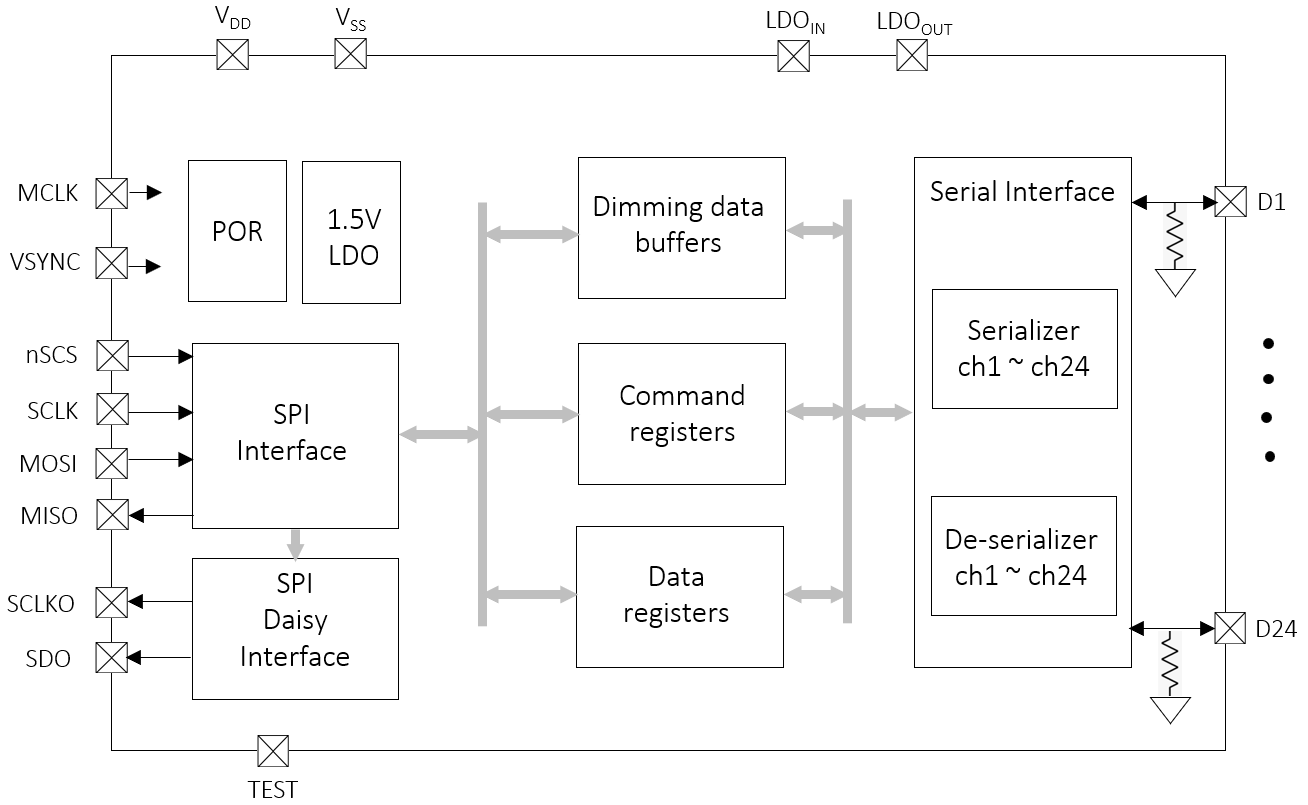 VDD
VSS
LDOIN
LDOOUT
MCLK
VSYNC
nSCS
SCLK
MOSI
MISO
SCLKO
SDO
TEST
POR
1.5V
LDO
SPI
Interface
SPI
Daisy
Interface
Dimming data
buffers
Command
registers
Data
registers
Serial Interface
Serializer
ch1 ~ ch24
De-serializer
ch1 ~ ch24
D1
D24